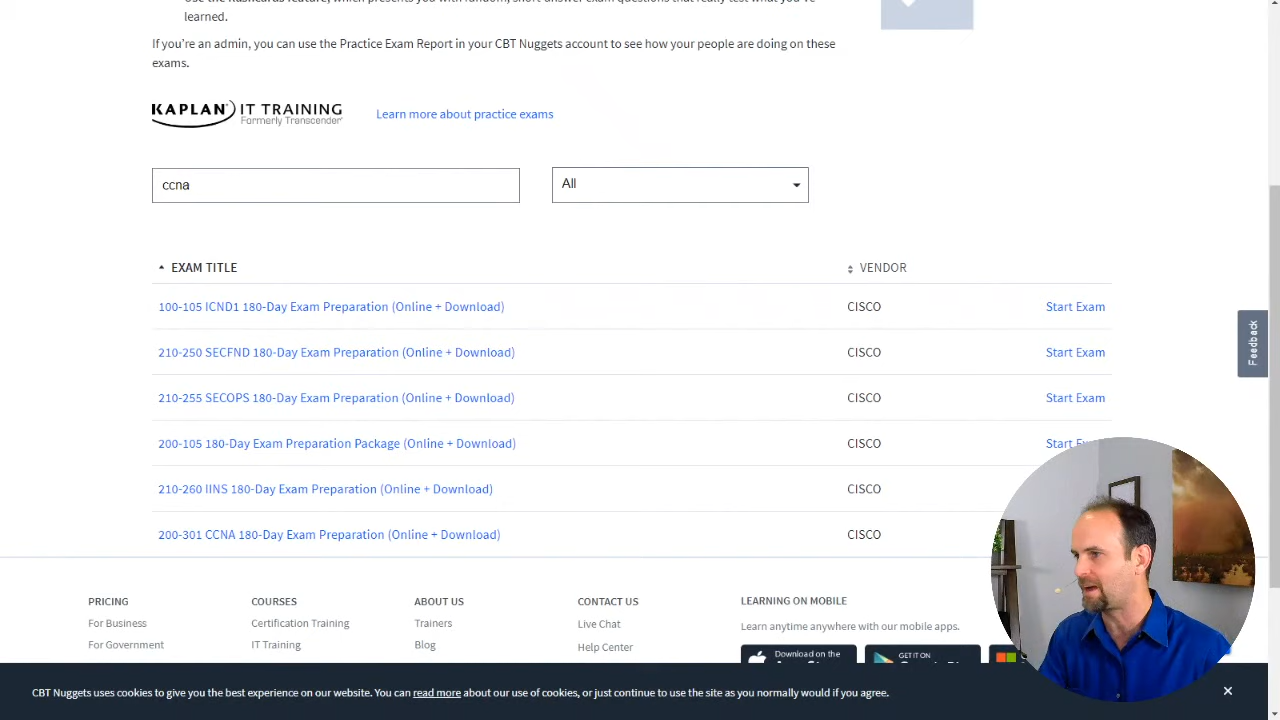 learned.
If you're an admin, you can use the Practice Exam Report in your CBT Nuggets account to see how your people are doing on these
exams.
KAPLAN IT TRAINING
Formerly Transcender
Learn more about practice exams
ccna
All
EXAM TITLE VENDOR
100-105 ICND1 180-Day Exam Preparation (Online + Download) CISCO Start Exam
210-250 SECFND 180-Day Exam Preparation (Online + Download) CISCO Start Exam
210-255 SECOPS 180-Day Exam Preparation (Online + Download) CISCO Start Exam
200-105 180-Day Exam Preparation Package (Online + Download) CISCO Start
210-260 IINS 180-Day Exam Preparation (Online + Download) CISCO
200-301 CCNA 180-Day Exam Preparation (Online + Download) CISCO
Feedback
PRICING COURSES ABOUT US CONTACT US LEARNING ON MOBILE
For Business Certification Training Trainers Live Chat Learn anytime anywhere with our mobile apps.
For Government IT Training Blog Help Center
Download on the GET IT ON
CBT Nuggets uses cookies to give you the best experience on our website. You can read more about our use of cookies, or just continue to use the site as you normally would if you agree.